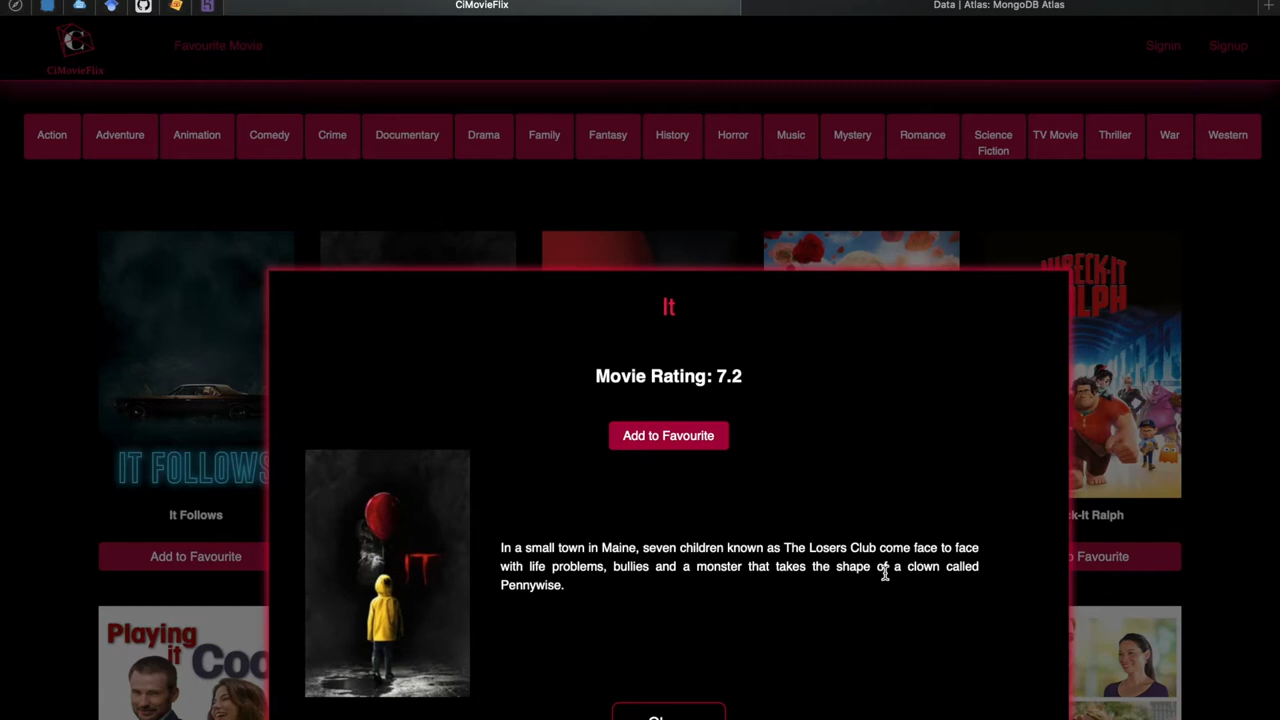 CiMovieFlix
Data | Atlas: MongoDB Atlas
C
CiMovieFlix
Favourite Movie
Signin
Signup
Action
Adventure
Animation
Comedy
Crime
Documentary
Drama
Family
Fantasy
History
Horror
Music
Mystery
Romance
Science
Fiction
TV Movie
Thriller
War
Western
It
Movie Rating: 7.2
Add to Favourite
IT
In a small town in Maine, seven children known as The Losers Club come face to face
with life problems, bullies and a monster that takes the shape of a clown called
Pennywise.
IT FOLLOWS
It Follows
Add to Favourite
WRECK-IT
RALPH
ck-It Ralph
Favourite
Playing
it
Coo